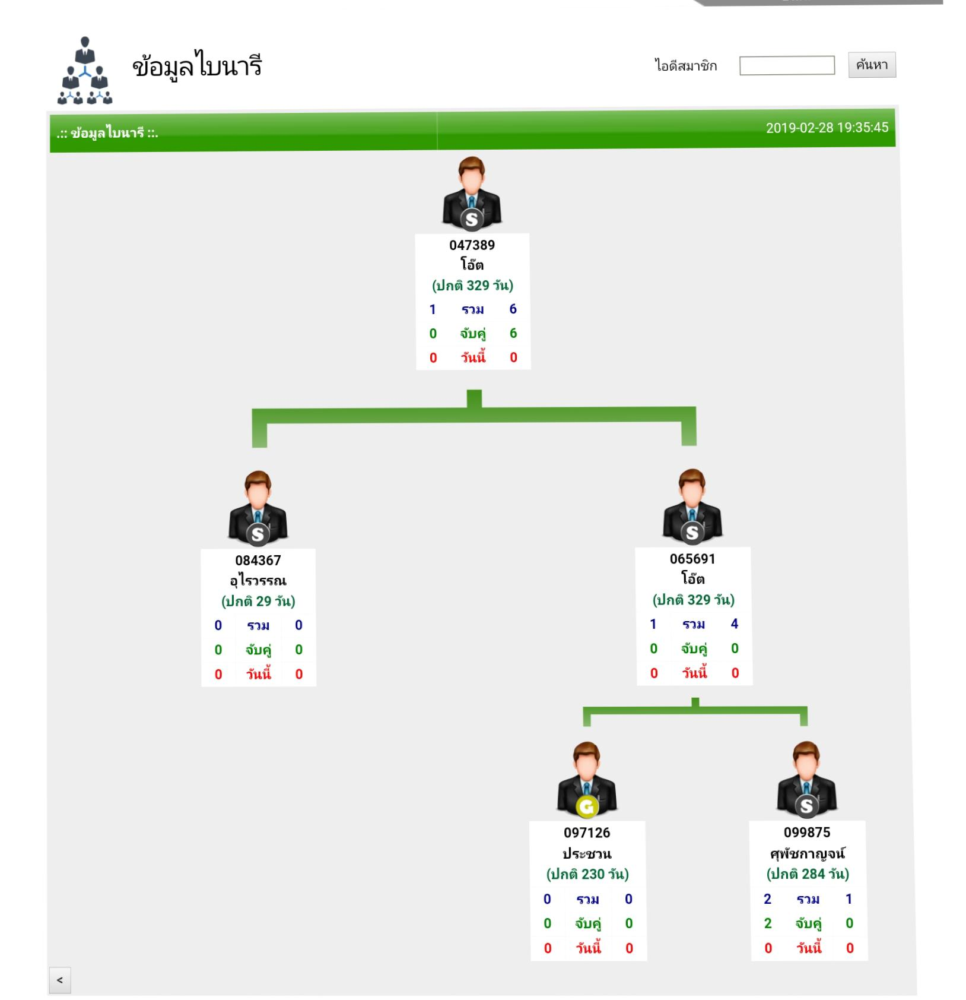 ข้อมูลไบนารี
ไอดีสมาชิก ค้นหา
.:: ข้อมูลไบนารี ::. 2019-02-28 19:35:45
S
047389
โอ๊ต
(ปกติ 329 วัน)
1 รวม 6
0 จับคู่ 6
0 วันนี้ 0
S
084367
อุไรวรรณ
(ปกติ 29 วัน)
0 รวม 0
0 จับคู่ 0
0 วันนี้ 0
S
065691
โอ๊ต
(ปกติ 329 วัน)
1 รวม 4
0 จับคู่ 0
0 วันนี้ 0
G
097126
ประชวน
(ปกติ 230 วัน)
0 รวม 0
0 จับคู่ 0
0 วันนี้ 0
S
099875
ศุพัชกาญจน์
(ปกติ 284 วัน)
2 รวม 1
2 จับคู่ 0
0 วันนี้ 0
<